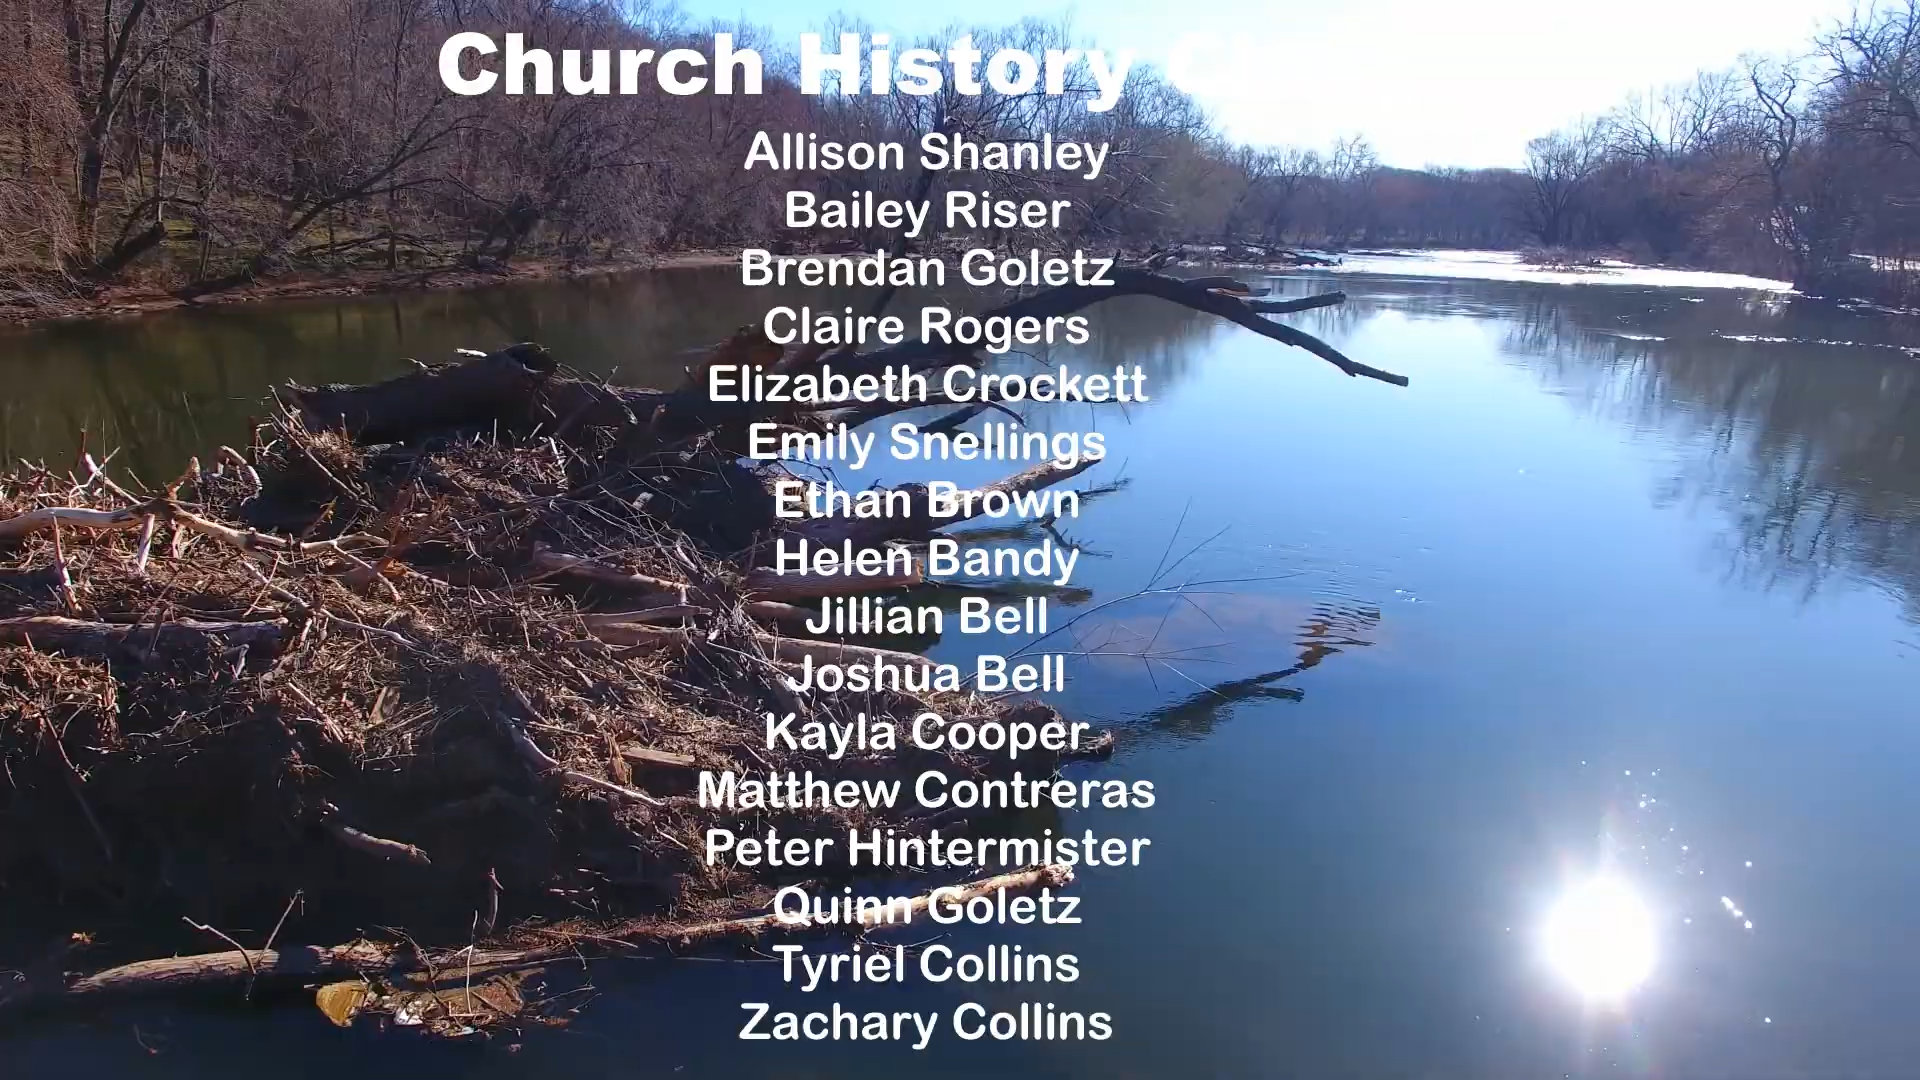 Church History
Allison Shanley
Bailey Riser
Brendan Goletz
Claire Rogers
Elizabeth Crockett
Emily Snellings
Ethan Brown
Helen Bandy
Jillian Bell
Joshua Bell
Kayla Cooper
Matthew Contreras
Peter Hintermister
Quinn Goletz
Tyriel Collins
Zachary Collins